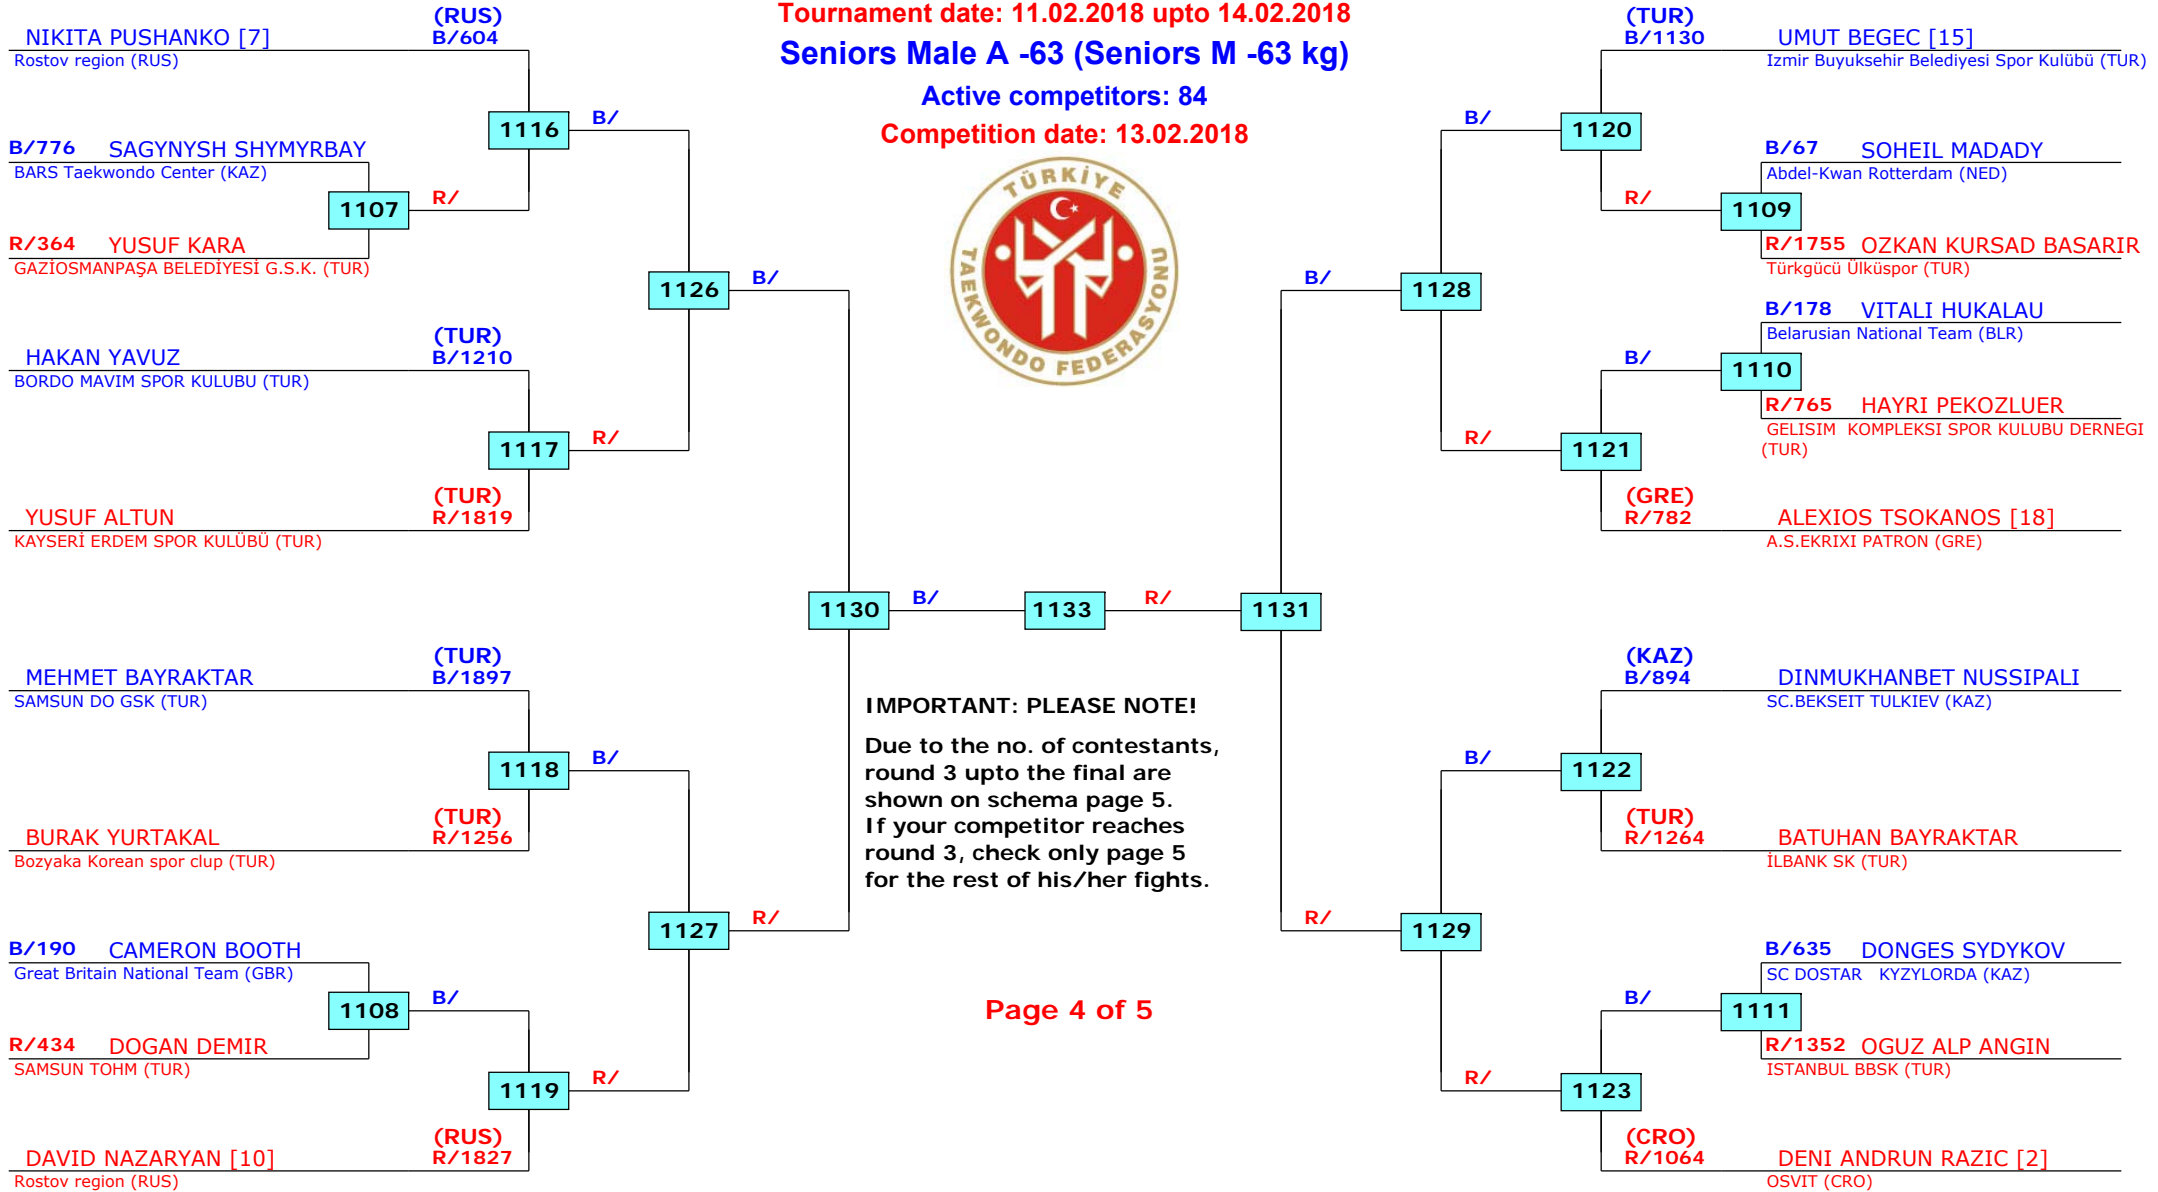 Tournament date: 11.02.2018 upto 14.02.2018
Seniors Male A -63 (Seniors M -63 kg)
Active competitors: 84
Competition date: 13.02.2018
TÜRKİYE
TAEKWONDO FEDERASYONU
(RUS)
NIKITA PUSHANKO [7] B/604
Rostov region (RUS)
1116 B/
B/776 SAGYNYSH SHYMYRBAY
BARS Taekwondo Center (KAZ)
1107 R/
R/364 YUSUF KARA
GAZİOSMANPAŞA BELEDİYESİ G.S.K. (TUR)
1126 B/
(TUR)
HAKAN YAVUZ B/1210
BORDO MAVIM SPOR KULUBU (TUR)
1117 R/
(TUR)
YUSUF ALTUN R/1819
KAYSERİ ERDEM SPOR KULÜBÜ (TUR)
1130 B/ 1133 R/ 1131
(TUR)
MEHMET BAYRAKTAR B/1897
SAMSUN DO GSK (TUR)
1118 B/
(TUR)
BURAK YURTAKAL R/1256
Bozyaka Korean spor clup (TUR)
1127 R/
B/190 CAMERON BOOTH
Great Britain National Team (GBR)
1108 B/
R/434 DOGAN DEMIR
SAMSUN TOHM (TUR)
1119 R/
(RUS)
DAVID NAZARYAN [10] R/1827
Rostov region (RUS)
IMPORTANT: PLEASE NOTE!
Due to the no. of contestants,
round 3 upto the final are
shown on schema page 5.
If your competitor reaches
round 3, check only page 5
for the rest of his/her fights.
Page 4 of 5
(TUR)
B/1130 UMUT BEGEC [15]
Izmir Buyuksehir Belediyesi Spor Kulübü (TUR)
B/ 1120
B/67 SOHEIL MADADY
Abdel-Kwan Rotterdam (NED)
R/ 1109
R/1755 OZKAN KURSAD BASARIR
Türkgücü Ülküspor (TUR)
B/ 1128
B/178 VITALI HUKALAU
Belarusian National Team (BLR)
B/ 1110
R/765 HAYRI PEKOZLUER
GELISIM KOMPLEKSI SPOR KULUBU DERNEGI
(TUR)
R/ 1121
(GRE)
R/782 ALEXIOS TSOKANOS [18]
A.S.EKRIXI PATRON (GRE)
(KAZ)
B/894 DINMUKHANBET NUSSIPALI
SC.BEKSEIT TULKIEV (KAZ)
B/ 1122
(TUR)
R/1264 BATUHAN BAYRAKTAR
İLBANK SK (TUR)
R/ 1129
B/635 DONGES SYDYKOV
SC DOSTAR KYZYLORDA (KAZ)
B/ 1111
R/1352 OGUZ ALP ANGIN
ISTANBUL BBSK (TUR)
R/ 1123
(CRO)
R/1064 DENI ANDRUN RAZIC [2]
OSVIT (CRO)